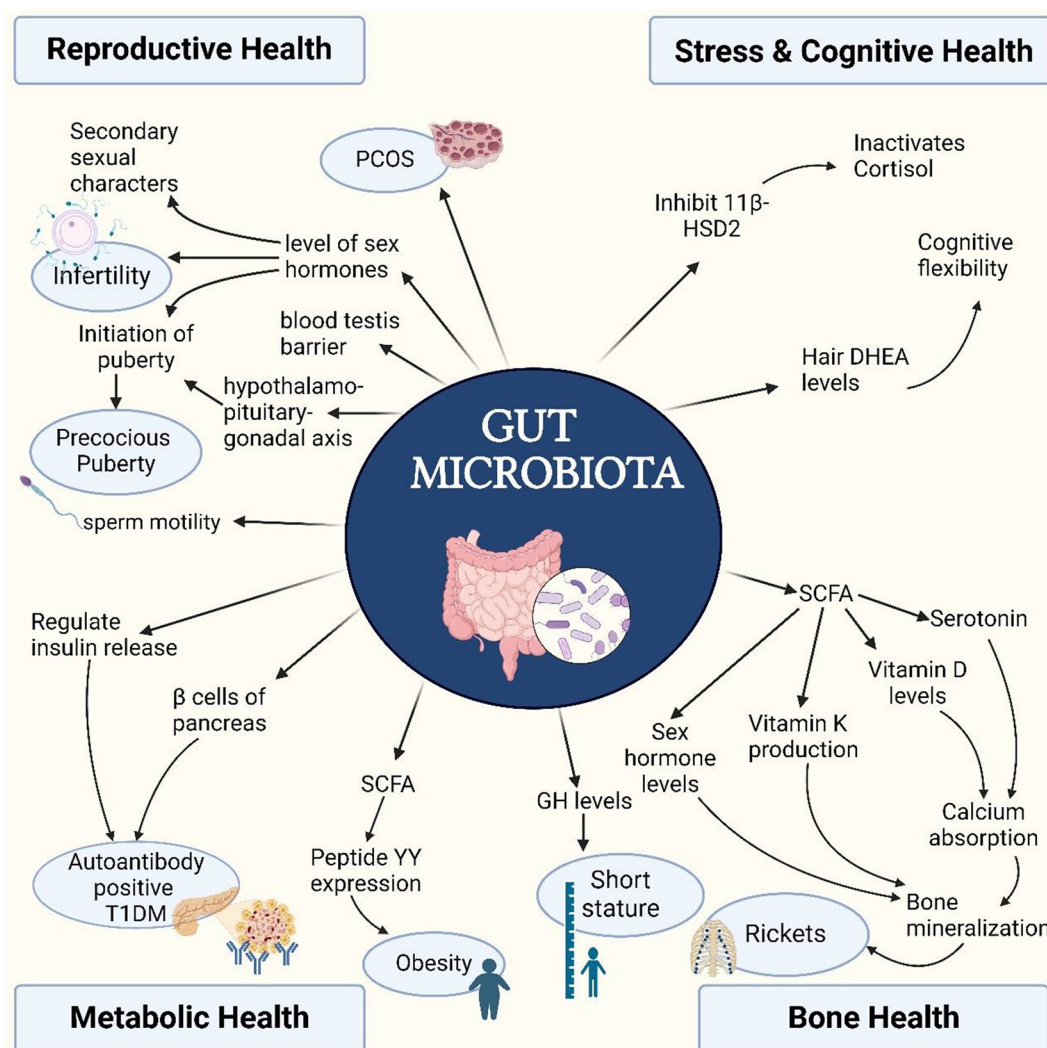 Reproductive Health
Stress & Cognitive Health
Secondary
sexual
characters
PCOS
Infertility
level of sex
hormones
Initiation of
puberty
blood testis
barrier
hypothalamo-
pituitary-
gonadal axis
Precocious
Puberty
sperm motility
Inhibit 11β-
HSD2
Inactivates
Cortisol
Cognitive
flexibility
Hair DHEA
levels
GUT
MICROBIOTA
Regulate
insulin release
β cells of
pancreas
Autoantibody
positive
T1DM
SCFA
Peptide YY
expression
Obesity
GH levels
Short
stature
SCFA
Serotonin
Vitamin D
levels
Vitamin K
production
Sex
hormone
levels
Calcium
absorption
Bone
mineralization
Rickets
Metabolic Health
Bone Health